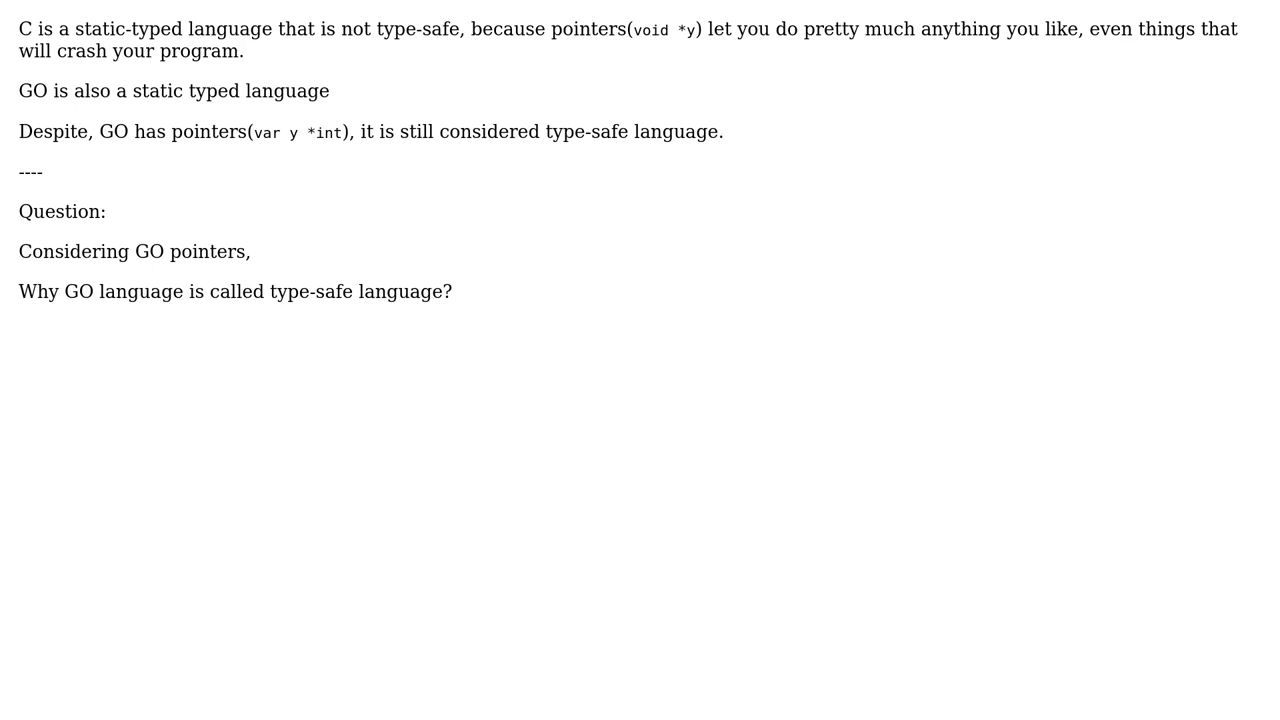 C is a static-typed language that is not type-safe, because pointers(void *y) let you do pretty much anything you like, even things that
will crash your program.
GO is also a static typed language
Despite, GO has pointers(var y *int), it is still considered type-safe language.
----
Question:
Considering GO pointers,
Why GO language is called type-safe language?